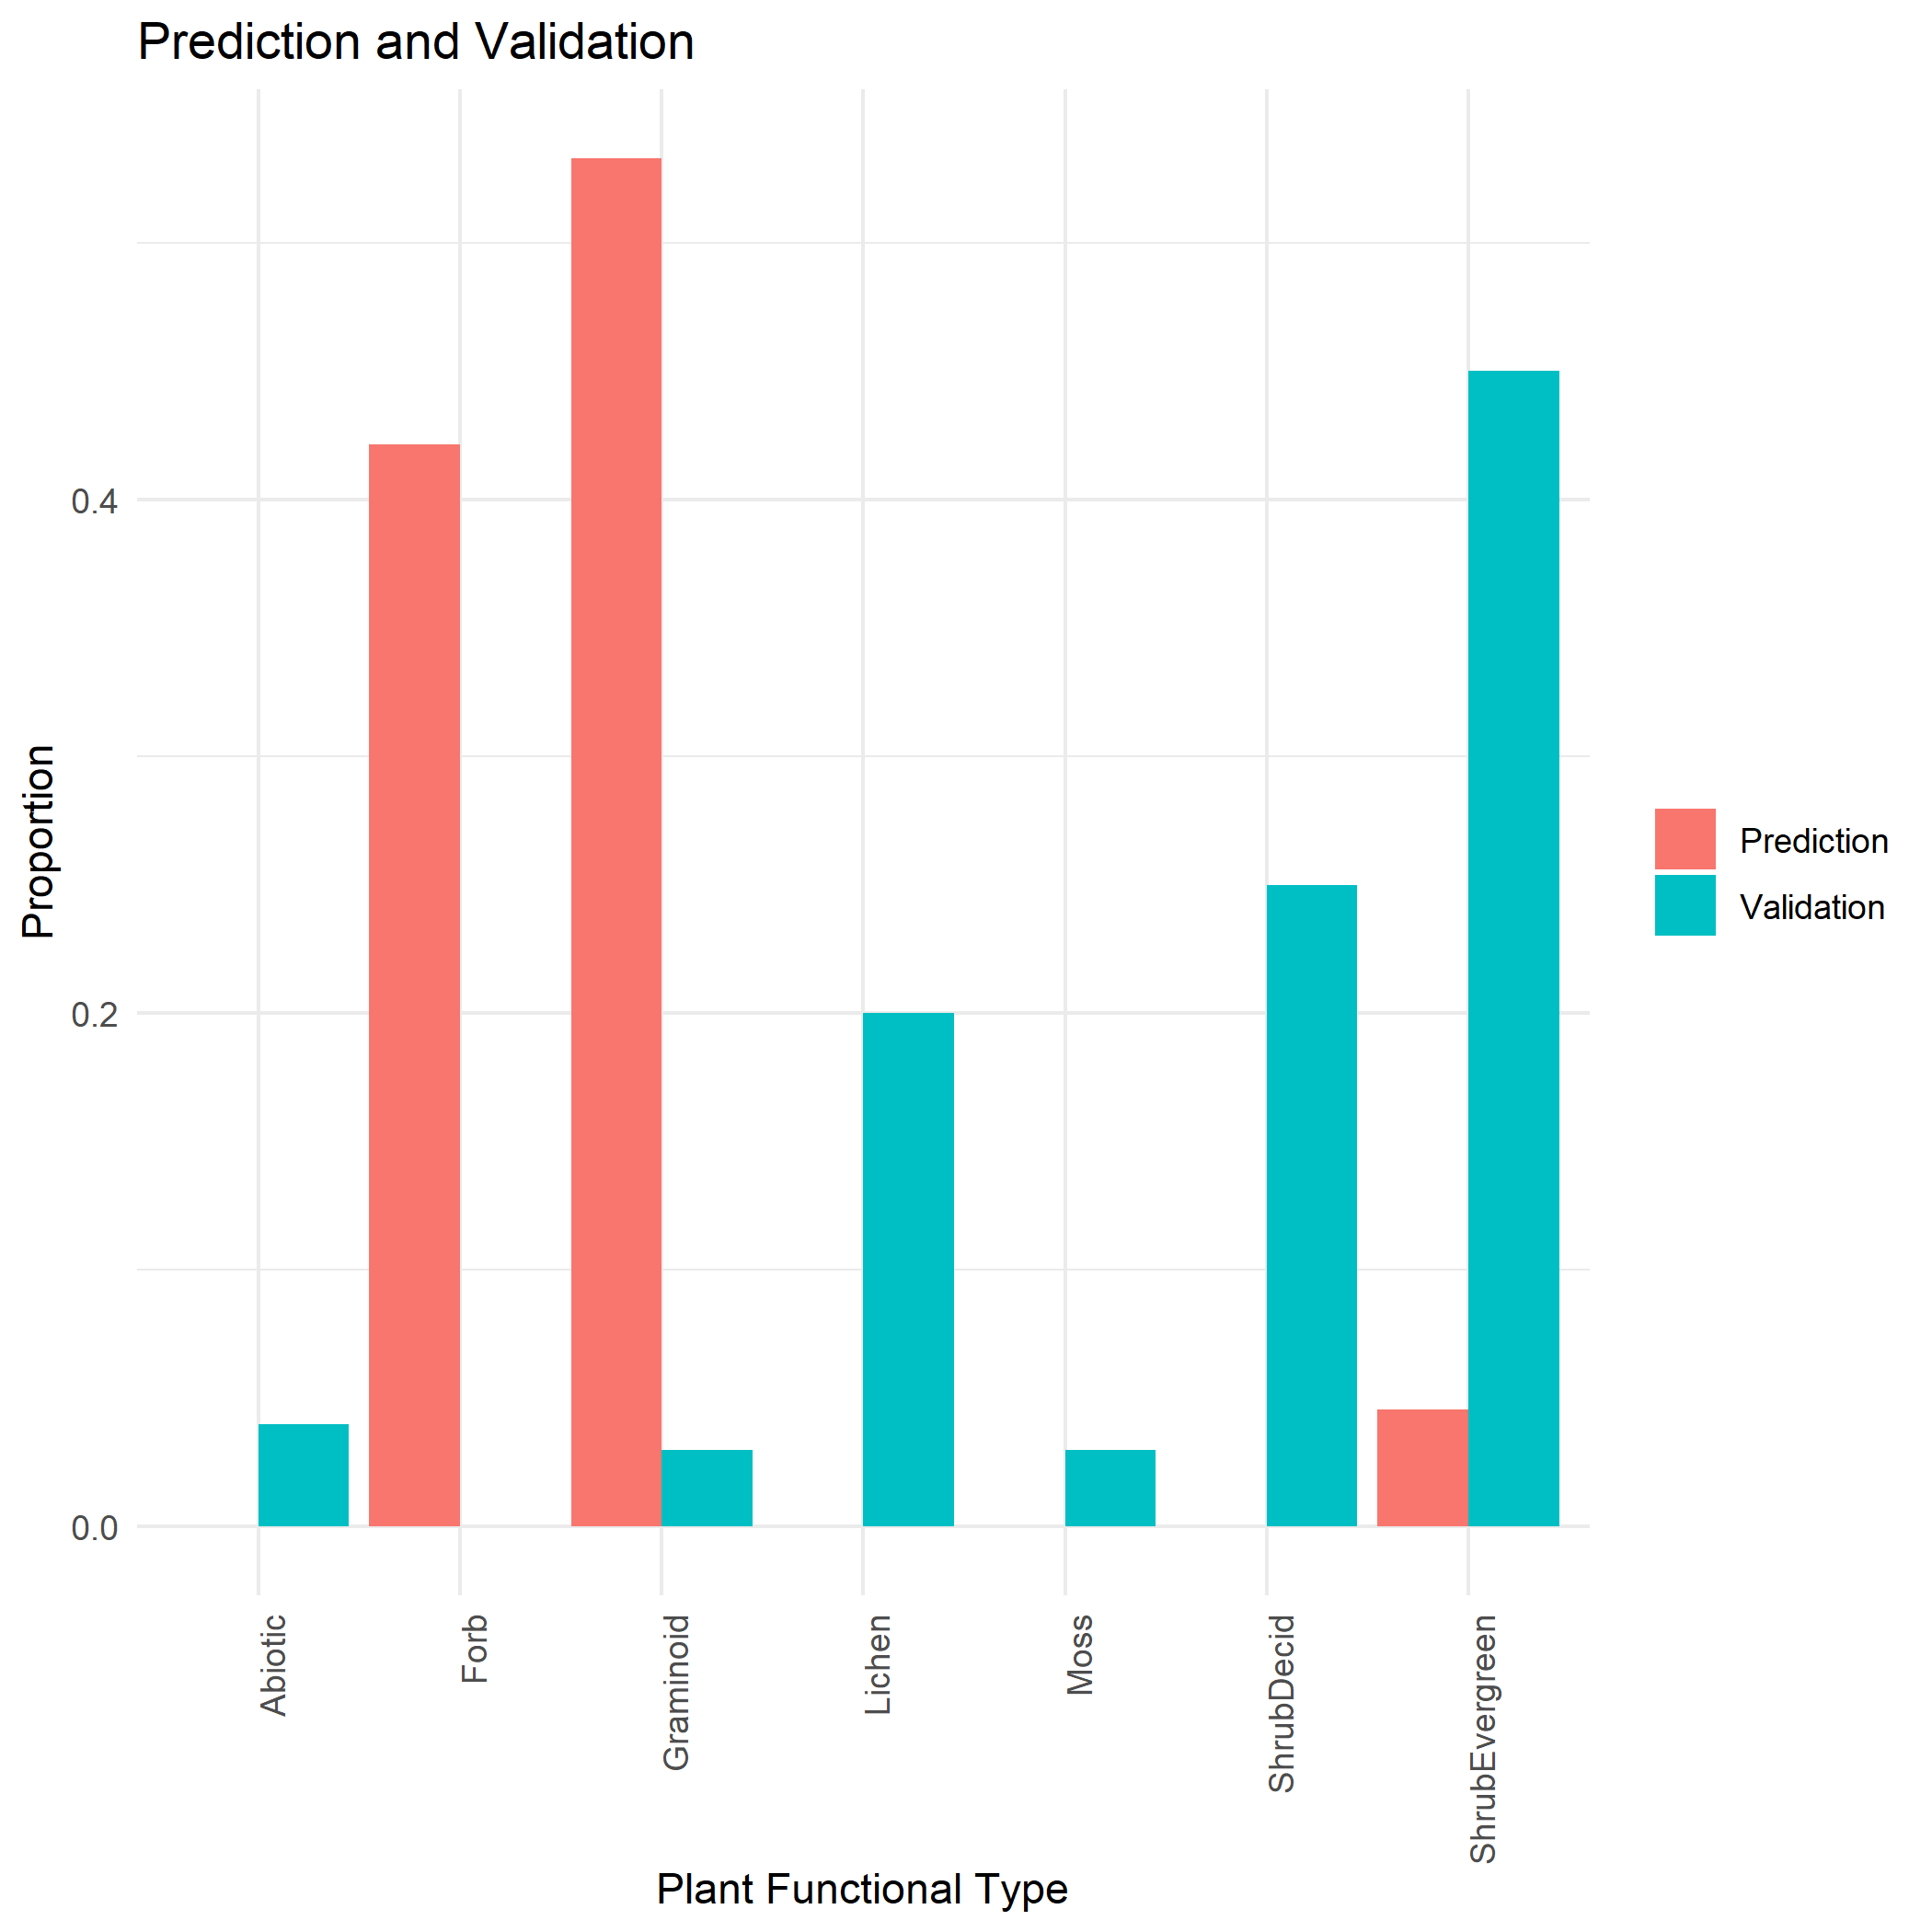 Prediction and Validation
Proportion
0.4
0.2
0.0
Abiotic
Forb
Graminoid
Lichen
Moss
ShrubDecid
ShrubEvergreen
Plant Functional Type
Prediction
Validation